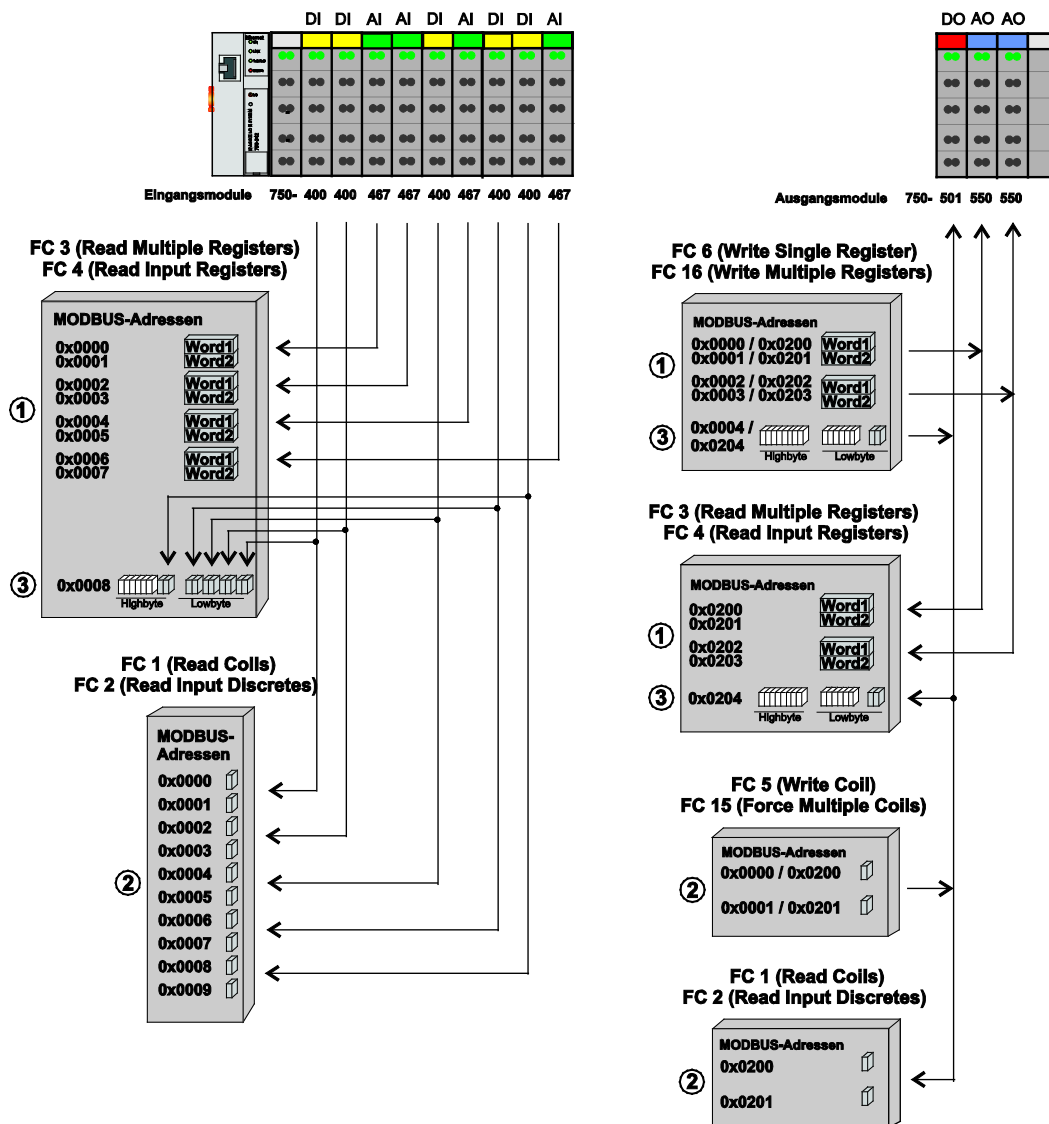 DI DI AI AI DI AI DI DI AI
Eingangsmodule 750- 400 400 467 467 400 467 400 400 467
FC 3 (Read Multiple Registers)
FC 4 (Read Input Registers)
MODBUS-Adressen
0x0000 Word1
0x0001 Word2
0x0002 Word1
0x0003 Word2
①
0x0004 Word1
0x0005 Word2
0x0006 Word1
0x0007 Word2
③ 0x0008
Highbyte Lowbyte
FC 1 (Read Coils)
FC 2 (Read Input Discretes)
MODBUS-
Adressen
0x0000
0x0001
0x0002
0x0003
② 0x0004
0x0005
0x0006
0x0007
0x0008
0x0009
DO AO AO
Ausgangsmodule 750- 501 550 550
FC 6 (Write Single Register)
FC 16 (Write Multiple Registers)
MODBUS-Adressen
0x0000 / 0x0200 Word1
① 0x0001 / 0x0201 Word2
0x0002 / 0x0202 Word1
0x0003 / 0x0203 Word2
③ 0x0004 /
0x0204
Highbyte Lowbyte
FC 3 (Read Multiple Registers)
FC 4 (Read Input Registers)
MODBUS-Adressen
0x0200 Word1
0x0201 Word2
①
0x0202 Word1
0x0203 Word2
③ 0x0204
Highbyte Lowbyte
FC 5 (Write Coil)
FC 15 (Force Multiple Coils)
MODBUS-Adressen
0x0000 / 0x0200
②
0x0001 / 0x0201
FC 1 (Read Coils)
FC 2 (Read Input Discretes)
MODBUS-Adressen
0x0200
②
0x0201